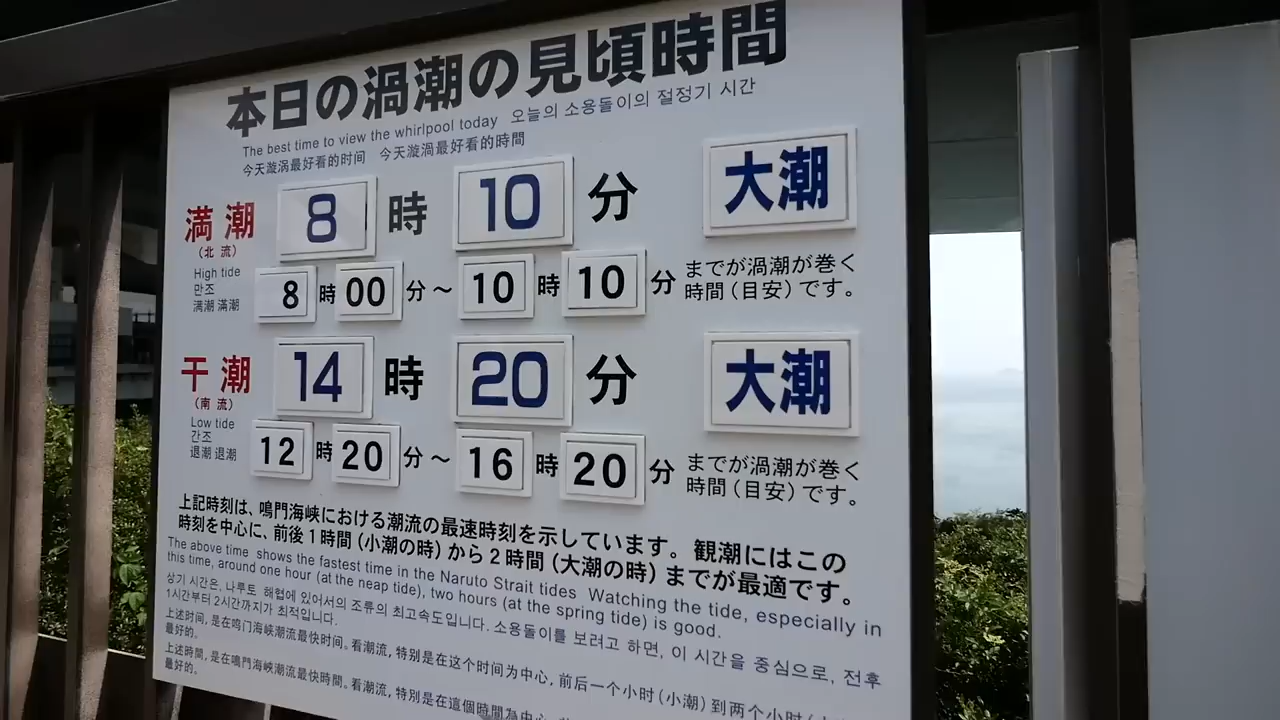 本日の渦潮の見頃時間
The best time to view the whirlpool today 오늘의 소용돌이의 절정기 시간
今天漩涡最好看的时间 今天漩渦最好看的時間
満潮 8 時 10 分 大潮
(北流)
High tide
만조
満潮 滿潮
8 時 00 分～ 10 時 10 分 までが渦潮が巻く
時間(目安)です。
干潮 14 時 20 分 大潮
(南流)
Low tide
간조
退潮 退潮
12 時 20 分～ 16 時 20 分 までが渦潮が巻く
時間(目安)です。
上記時刻は、鳴門海峡における潮流の最速時刻を示しています。観潮にはこの
時刻を中心に、前後1時間(小潮の時)から2時間(大潮の時)までが最適です。
The above time shows the fastest time in the Naruto Strait tides Watching the tide, especially in
this time, around one hour (at the neap tide), two hours (at the spring tide) is good.
상기 시간은, 나루토 해협에 있어서의 조류의 최고속도입니다. 소용돌이를 보려고 하면, 이 시간을 중심으로, 전후
1시간부터 2시간까지가 최적입니다.
上述时间, 是在鸣门海峡潮流最快时间。看潮流, 特别是在这个时间为中心, 前后一个小时(小潮)到两个小时
最好的。
上述時間, 是在鳴門海峽潮流最快時間。看潮流, 特別是在這個時間為中心,
最好的。